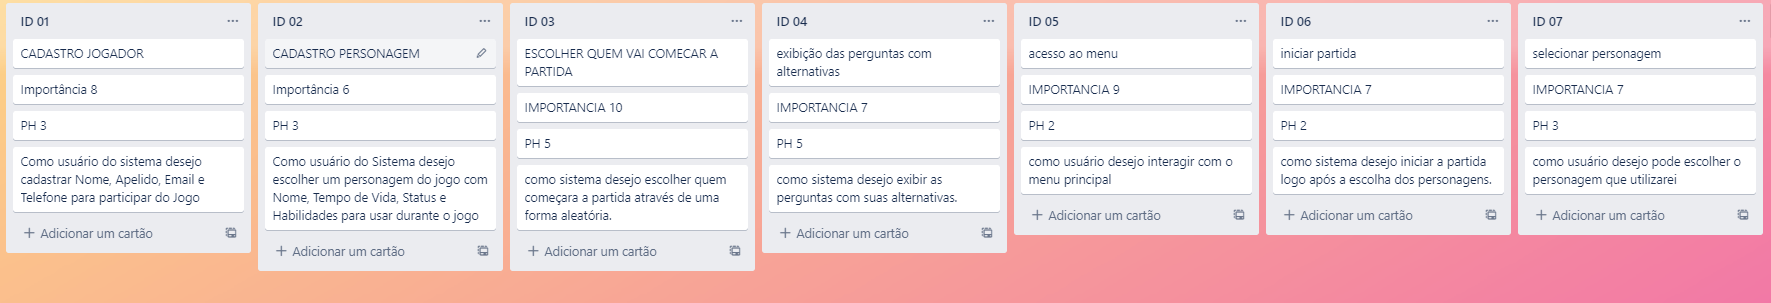 ID 01
CADASTRO JOGADOR
Importância 8
PH 3
Como usuário do sistema desejo
cadastrar Nome, Apelido, Email e
Telefone para participar do Jogo
Adicionar um cartão
ID 02
CADASTRO PERSONAGEM
Importância 6
PH 3
Como usuário do Sistema desejo
escolher um personagem do jogo com
Nome, Tempo de Vida, Status e
Habilidades para usar durante o jogo
Adicionar um cartão
ID 03
ESCOLHER QUEM VAI COMECAR A
PARTIDA
IMPORTANCIA 10
PH 5
como sistema desejo escolher quem
começara a partida através de uma
forma aleatória.
Adicionar um cartão
ID 04
exibição das perguntas com
alternativas
IMPORTANCIA 7
PH 5
como sistema desejo exibir as
perguntas com suas alternativas.
Adicionar um cartão
ID 05
acesso ao menu
IMPORTANCIA 9
PH 2
como usuário desejo interagir com o
menu principal
Adicionar um cartão
ID 06
iniciar partida
IMPORTANCIA 7
PH 2
como sistema desejo iniciar a partida
logo após a escolha dos personagens.
Adicionar um cartão
ID 07
selecionar personagem
IMPORTANCIA 7
PH 3
como usuário desejo pode escolher o
personagem que utilizarei
Adicionar um cartão